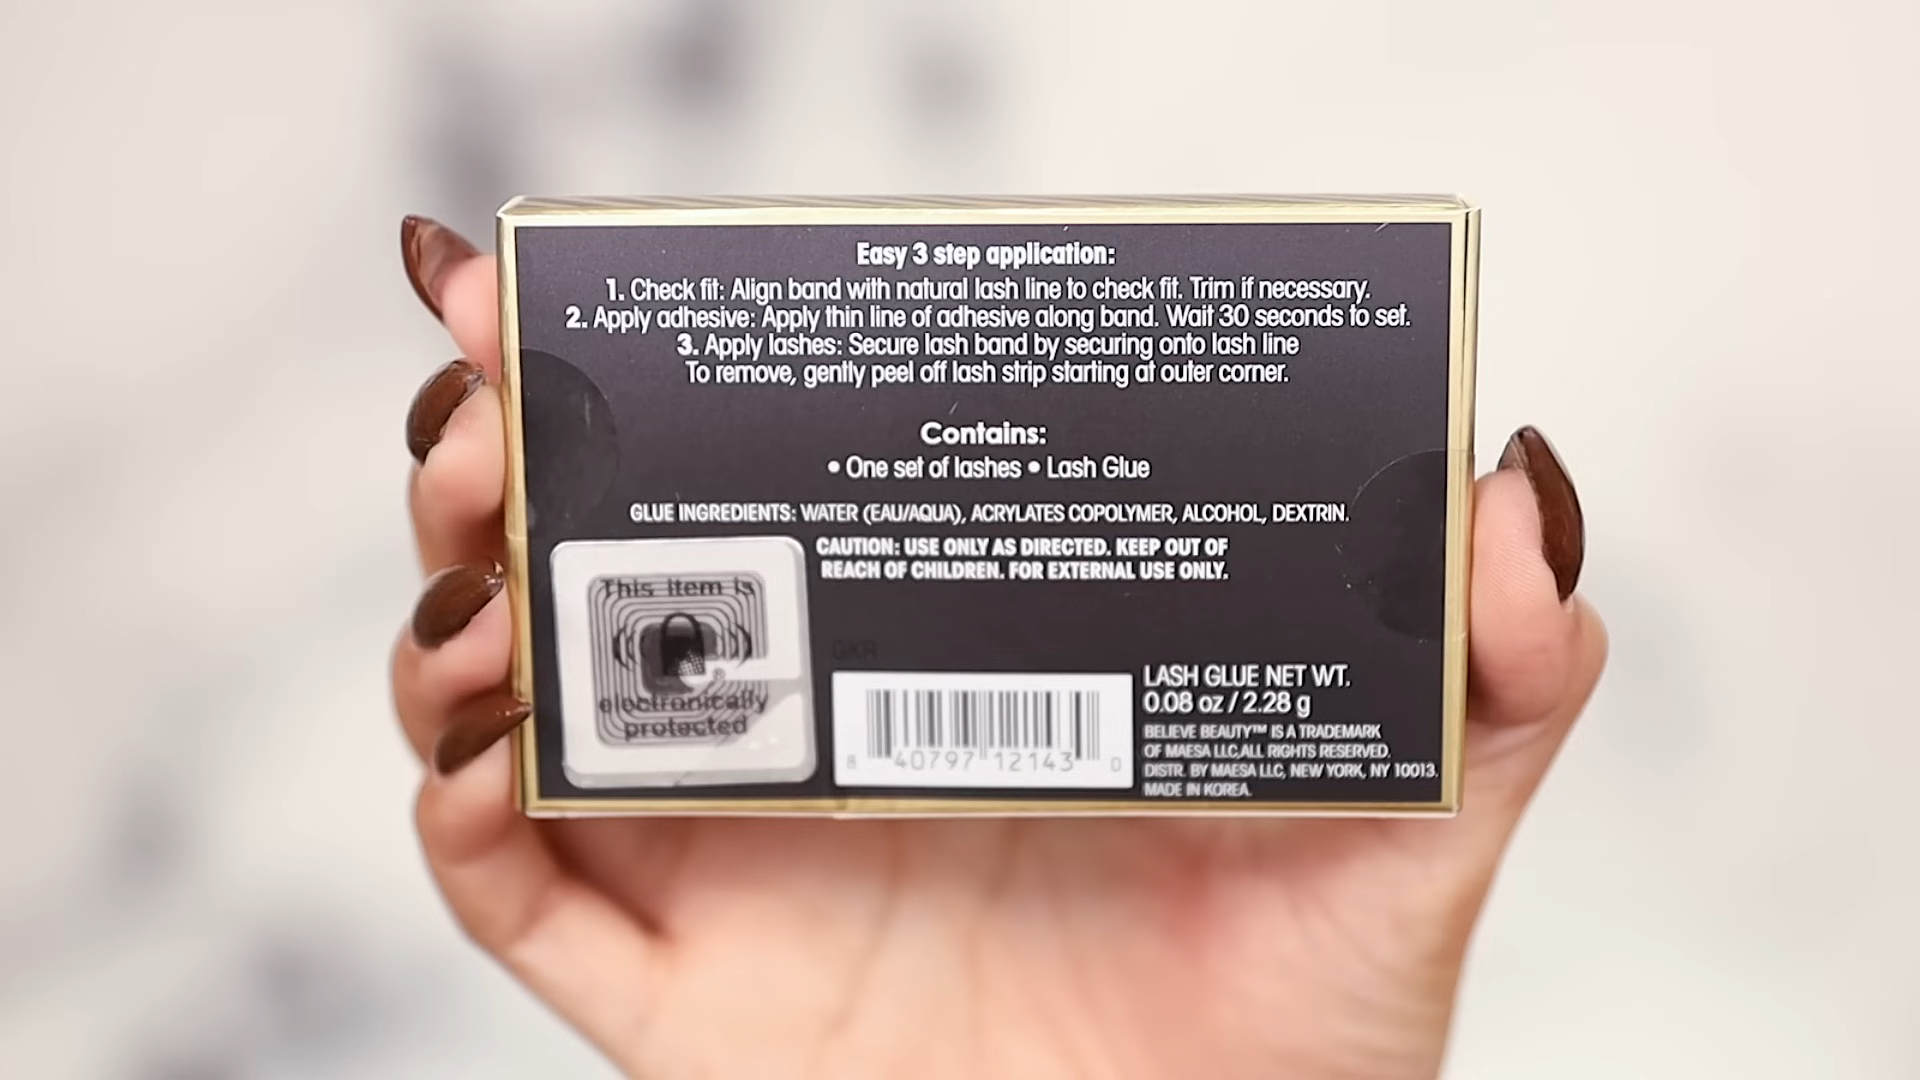 Easy 3 step application:
1. Check fit: Align band with natural lash line to check fit. Trim if necessary.
2. Apply adhesive: Apply thin line of adhesive along band. Wait 30 seconds to set.
3. Apply lashes: Secure lash band by securing onto lash line
To remove, gently peel off lash strip starting at outer corner.
Contains:
• One set of lashes • Lash Glue
GLUE INGREDIENTS: WATER (EAU/AQUA), ACRYLATES COPOLYMER, ALCOHOL, DEXTRIN.
CAUTION: USE ONLY AS DIRECTED. KEEP OUT OF
REACH OF CHILDREN. FOR EXTERNAL USE ONLY.
This item is
®
electronically
protected
8 40797 12143 0
LASH GLUE NET WT.
0.08 oz / 2.28 g
BELIEVE BEAUTY™ IS A TRADEMARK
OF MAESA LLC,ALL RIGHTS RESERVED.
DISTR. BY MAESA LLC, NEW YORK, NY 10013.
MADE IN KOREA.